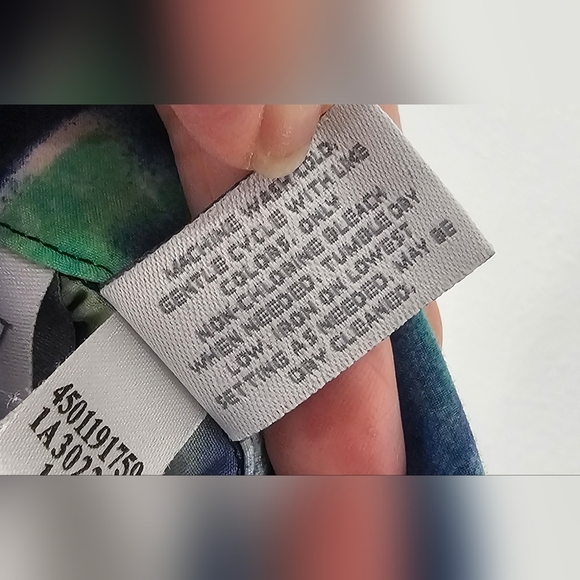 MACHINE WASH COLD,
GENTLE CYCLE WITH LIKE
COLORS. ONLY
NON-CHLORINE BLEACH
WHEN NEEDED. TUMBLE DRY
LOW. IRON ON LOWEST
SETTING AS NEEDED. MAY BE
DRY CLEANED.
4501191759
1A302